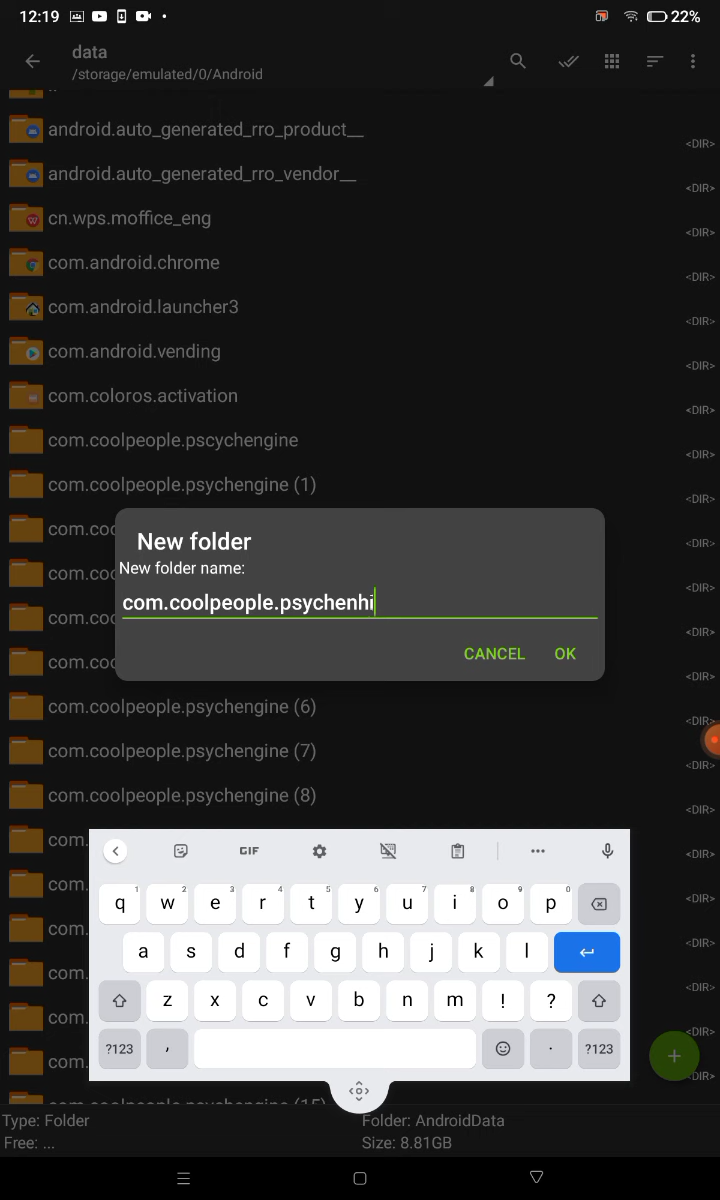 12:19
22%
data
/storage/emulated/0/Android
android.auto_generated_rro_product__
<DIR>
android.auto_generated_rro_vendor__
<DIR>
cn.wps.moffice_eng
<DIR>
com.android.chrome
<DIR>
com.android.launcher3
<DIR>
com.android.vending
<DIR>
com.coloros.activation
<DIR>
com.coolpeople.pscychengine
<DIR>
com.coolpeople.psychengine (1)
<DIR>
New folder
New folder name:
com.coolpeople.psychenhi
CANCEL OK
<DIR>
<DIR>
<DIR>
<DIR>
com.coolpeople.psychengine (6)
<DIR>
com.coolpeople.psychengine (7)
<DIR>
com.coolpeople.psychengine (8)
<DIR>
com.
<DIR>
com.
<DIR>
com.
<DIR>
com.
<DIR>
com.
<DIR>
com.
<DIR>
com.coolpeople.psychengine (15)
GIF
1 2 3 4 5 6 7 8 9 0
q w e r t y u i o p
a s d f g h j k l
z x c v b n m ! ?
?123 , . ?123
Type: Folder
Folder: AndroidData
Free: ...
Size: 8.81GB